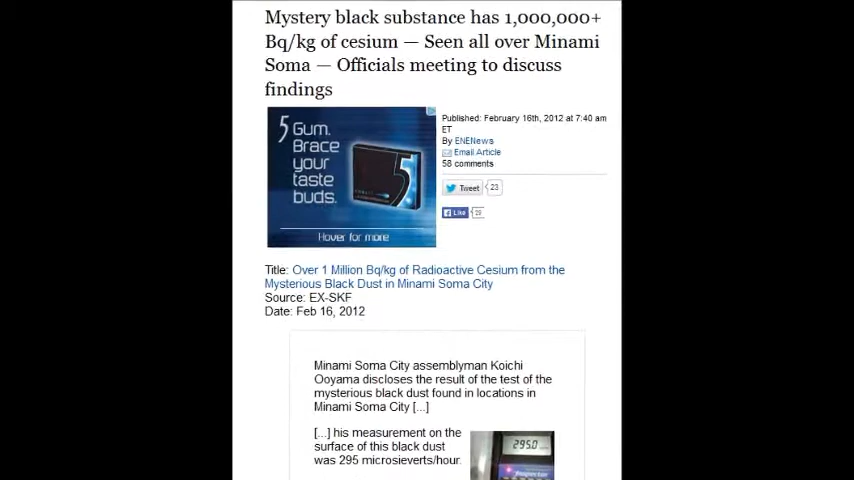 Mystery black substance has 1,000,000+
Bq/kg of cesium — Seen all over Minami
Soma — Officials meeting to discuss
findings
5 Gum.
Brace
your
taste
buds.
5
Hover for more
Published: February 16th, 2012 at 7:40 am
ET
By ENENews
Email Article
58 comments
Tweet 23
Like
Title: Over 1 Million Bq/kg of Radioactive Cesium from the
Mysterious Black Dust in Minami Soma City
Source: EX-SKF
Date: Feb 16, 2012
Minami Soma City assemblyman Koichi
Ooyama discloses the result of the test of the
mysterious black dust found in locations in
Minami Soma City [...]
[...] his measurement on the
surface of this black dust
was 295 microsieverts/hour.
295.0